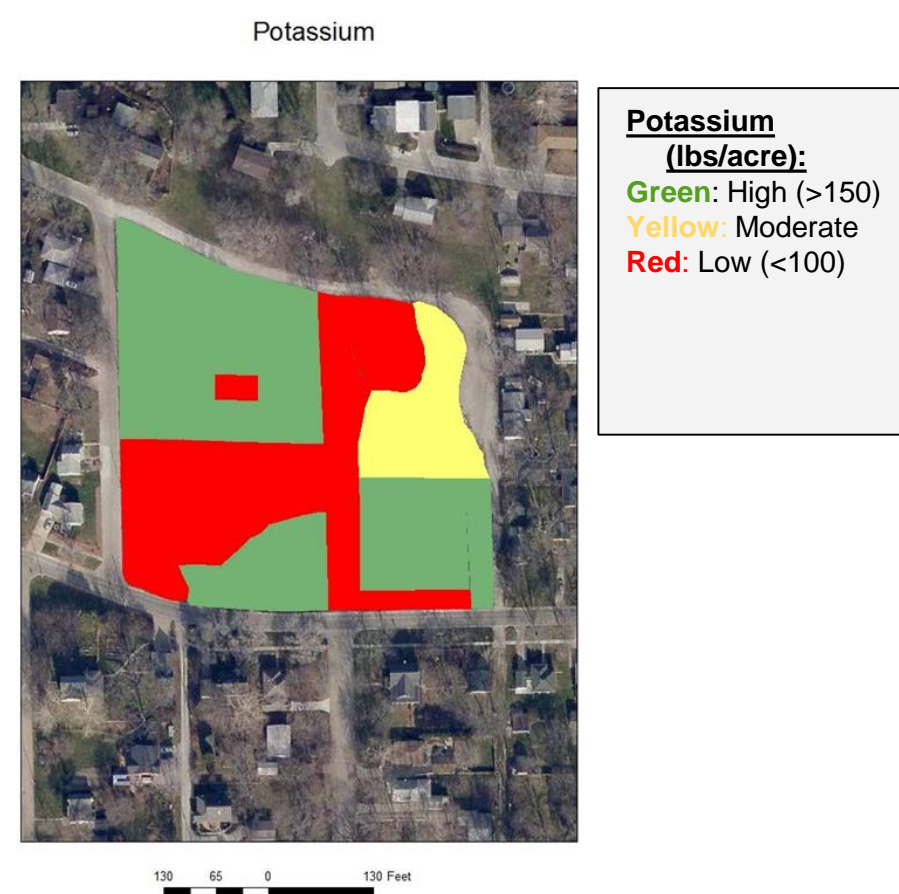 Potassium
Potassium
(lbs/acre):
Green: High (>150)
Yellow: Moderate
Red: Low (<100)
130 65 0 130 Feet